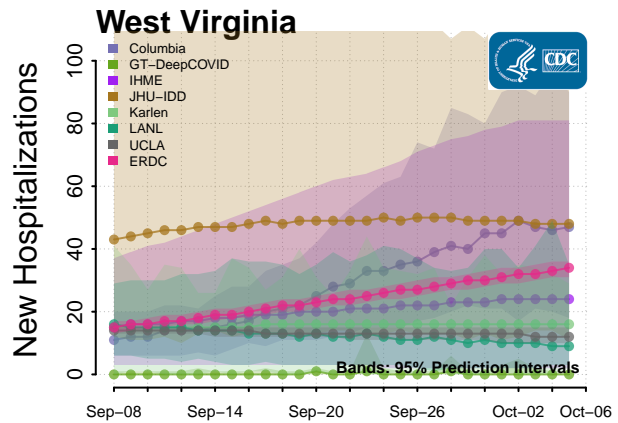 West Virginia
Columbia
GT−DeepCOVID
IHME
JHU−IDD
Karlen
LANL
UCLA
ERDC
CDC
New Hospitalizations
100
80
60
40
20
0
Bands: 95% Prediction Intervals
Sep−08
Sep−14
Sep−20
Sep−26
Oct−02
Oct−06